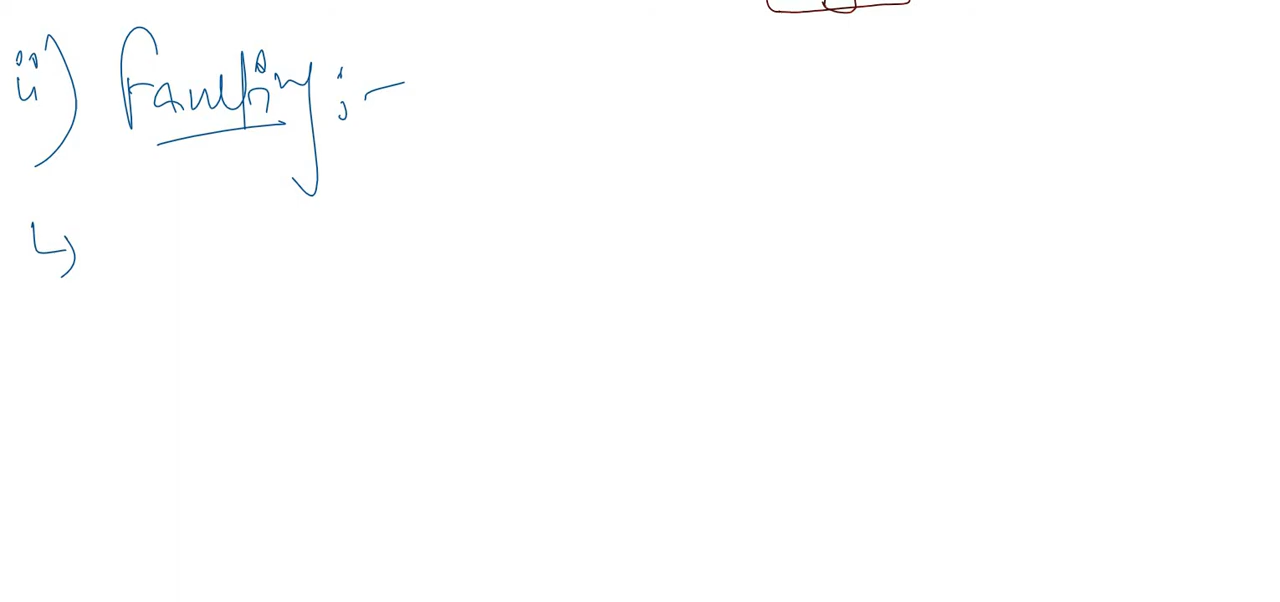 ii) Faulting :-
↳